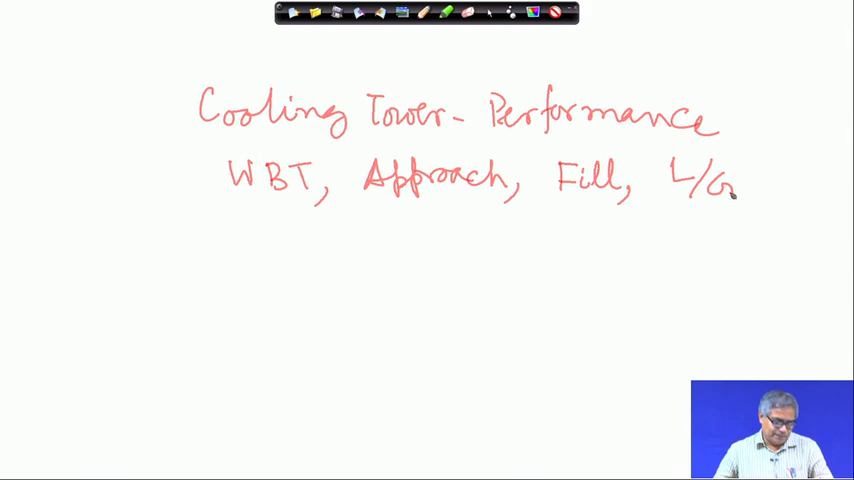 Cooling Tower - Performance
WBT, Approach, Fill, L/G